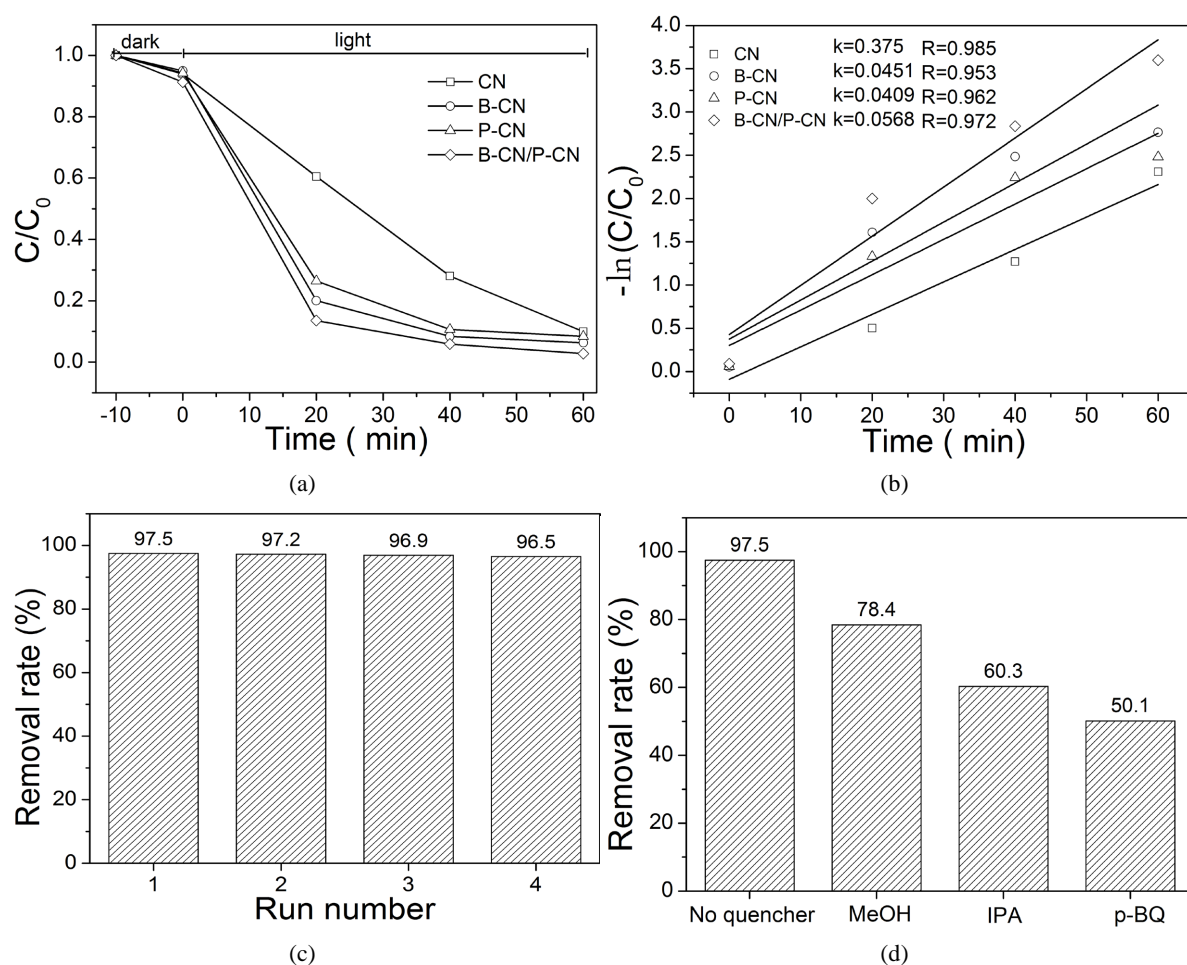 dark
light
CN
B-CN
P-CN
B-CN/P-CN
1.0
0.8
0.6
0.4
0.2
0.0
C/C0
-10 0 10 20 30 40 50 60
Time ( min)
(a)
CN k=0.375 R=0.985
B-CN k=0.0451 R=0.953
P-CN k=0.0409 R=0.962
B-CN/P-CN k=0.0568 R=0.972
4.0
3.5
3.0
2.5
2.0
1.5
1.0
0.5
0.0
-ln(C/C0)
0 10 20 30 40 50 60
Time ( min)
(b)
97.5 97.2 96.9 96.5
100
80
60
40
20
0
Removal rate (%)
1 2 3 4
Run number
(c)
97.5
78.4
60.3
50.1
100
80
60
40
20
0
Removal rate (%)
No quencher MeOH IPA p-BQ
(d)